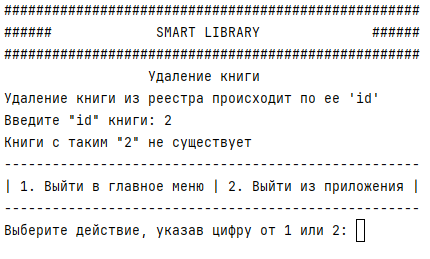 ####################################################
######             SMART LIBRARY              ######
####################################################
Удаление книги
Удаление книги из реестра происходит по ее 'id'
Введите "id" книги: 2
Книги с таким "2" не существует
----------------------------------------------------
| 1. Выйти в главное меню | 2. Выйти из приложения |
----------------------------------------------------
Выберите действие, указав цифру от 1 или 2: